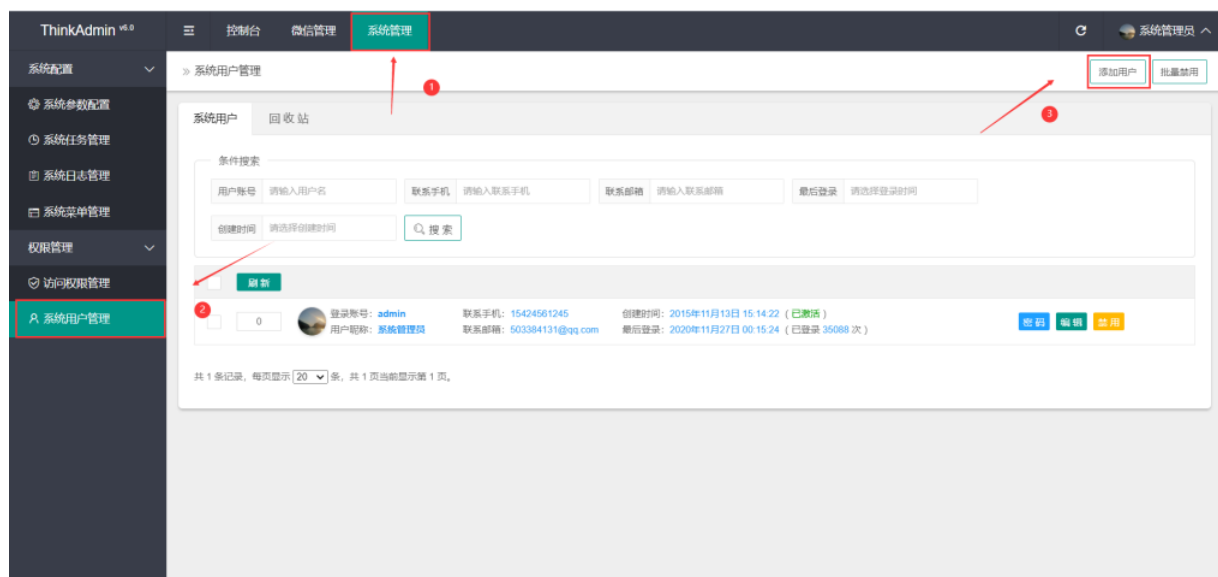 ThinkAdmin v6.0
控制台 微信管理 系统管理
系统管理员
系统配置
» 系统用户管理
添加用户 批量禁用
1
3
系统参数配置
系统用户 回收站
系统任务管理
条件搜索
系统日志管理
用户账号 请输入用户名 联系手机 请输入联系手机 联系邮箱 请输入联系邮箱 最后登录 请选择登录时间
系统菜单管理
创建时间 请选择创建时间 搜 索
权限管理
访问权限管理
刷 新
2
系统用户管理
0
登录账号: admin 联系手机: 15424561245 创建时间: 2015年11月13日 15:14:22 ( 已激活 )
用户昵称: 系统管理员 联系邮箱: 503384131@qq.com 最后登录: 2020年11月27日 00:15:24 ( 已登录 35088 次 )
密 码 编 辑 禁 用
共 1 条记录, 每页显示 20 条, 共 1 页当前显示第 1 页。